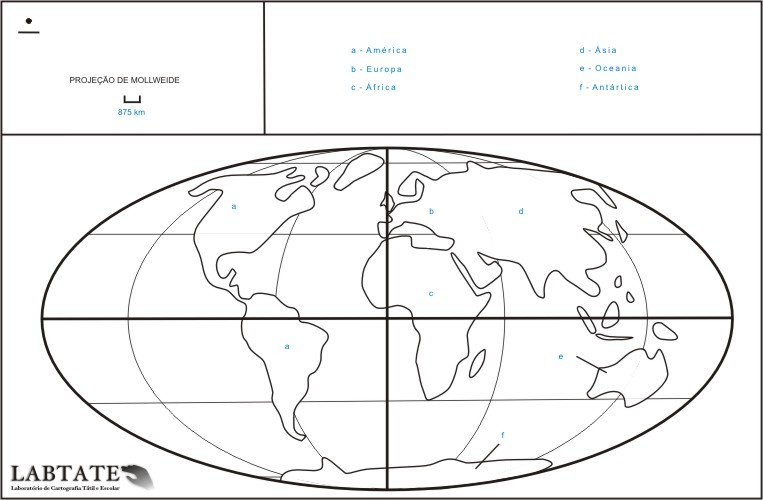 PROJEÇÃO DE MOLLWEIDE
875 km
a - América
b - Europa
c - África
d - Ásia
e - Oceania
f - Antártica
a
b
d
c
a
e
f
LABTATE
Laboratório de Cartografia Tátil e Escolar